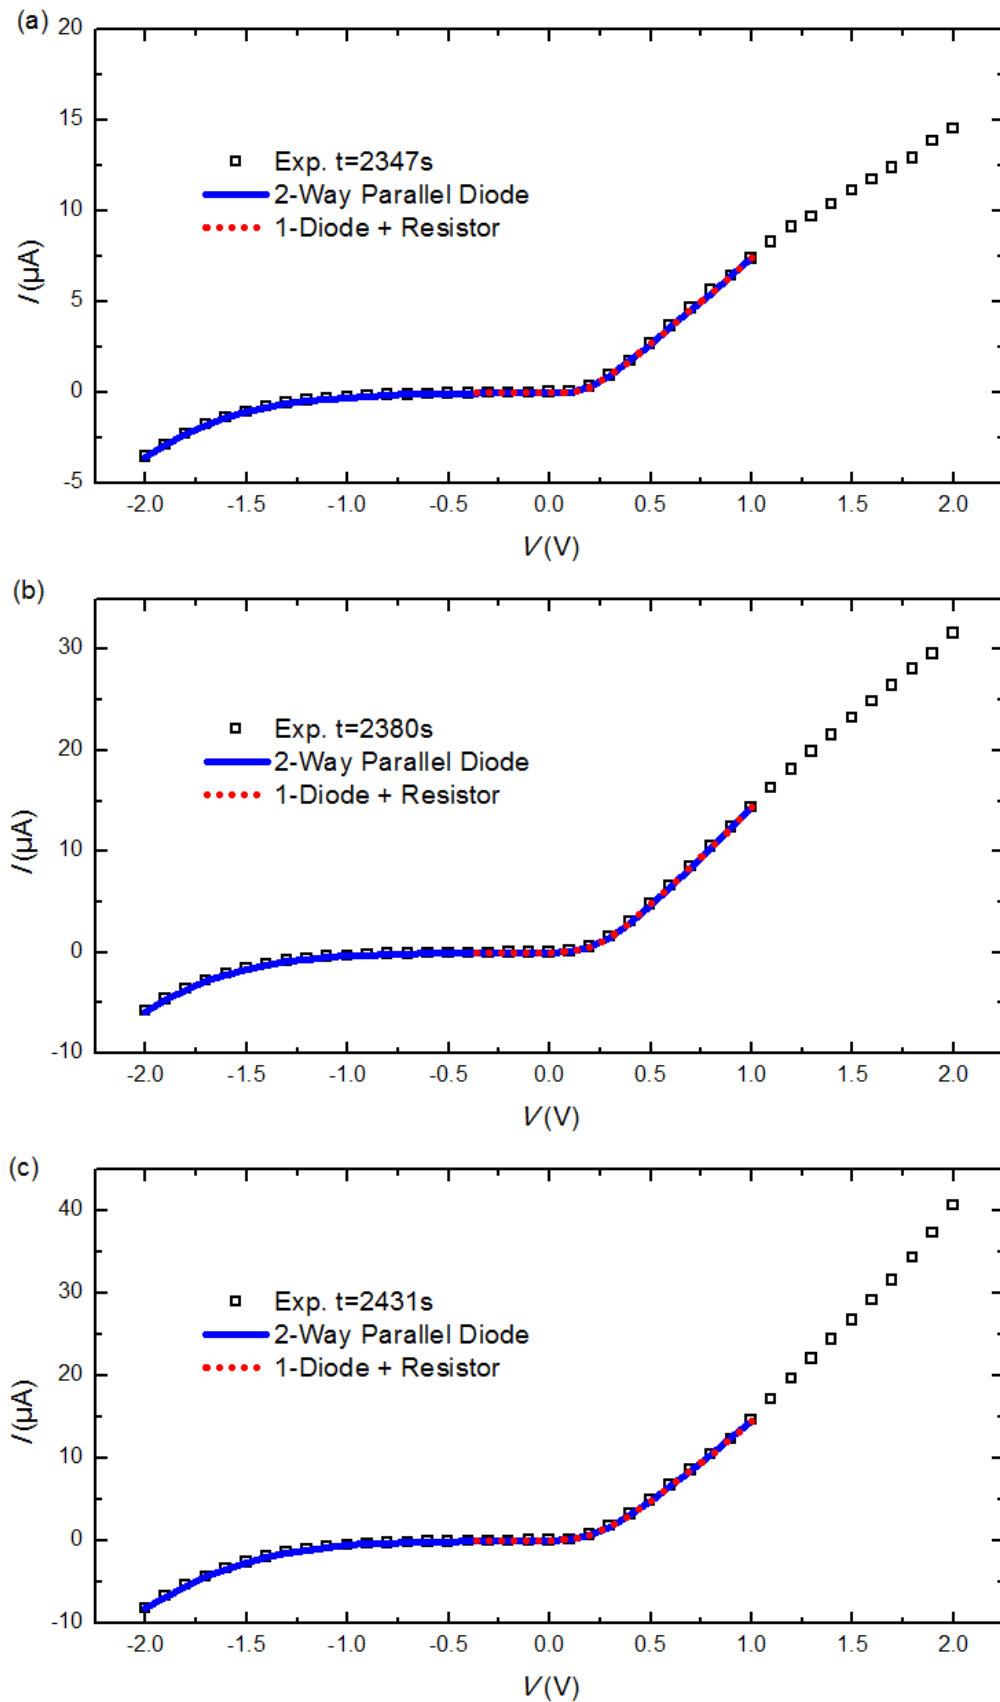 (a)
20
15
10
5
0
-5
I (μA)
Exp. t=2347s
2-Way Parallel Diode
1-Diode + Resistor
-2.0 -1.5 -1.0 -0.5 0.0 0.5 1.0 1.5 2.0
V (V)
(b)
30
20
10
0
-10
I (μA)
Exp. t=2380s
2-Way Parallel Diode
1-Diode + Resistor
-2.0 -1.5 -1.0 -0.5 0.0 0.5 1.0 1.5 2.0
V (V)
(c)
40
30
20
10
0
-10
I (μA)
Exp. t=2431s
2-Way Parallel Diode
1-Diode + Resistor
-2.0 -1.5 -1.0 -0.5 0.0 0.5 1.0 1.5 2.0
V (V)